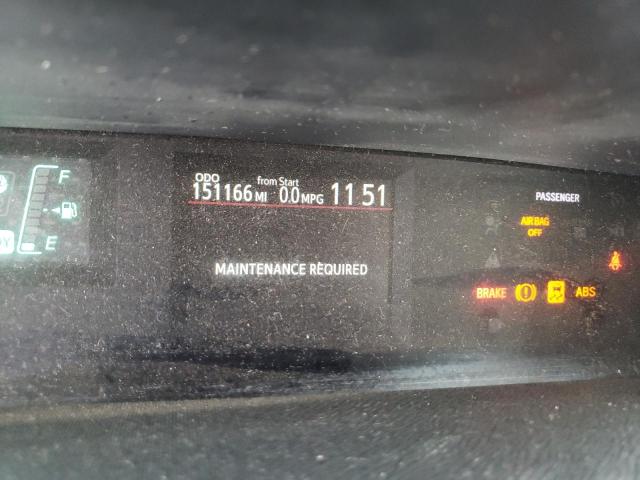 F
E
ODO from Start
151166 MI 0.0 MPG 11:51
MAINTENANCE REQUIRED
PASSENGER
AIR BAG
OFF
BRAKE ABS